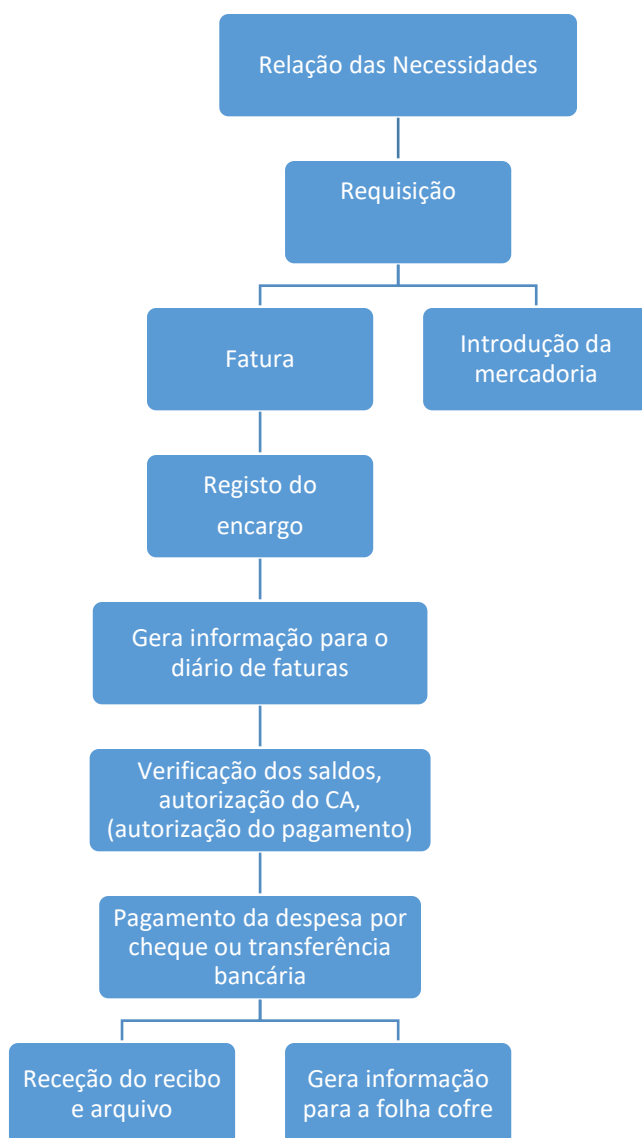 Relação das Necessidades
Requisição
Fatura
Introdução da
mercadoria
Registo do
encargo
Gera informação para o
diário de faturas
Verificação dos saldos,
autorização do CA,
(autorização do pagamento)
Pagamento da despesa por
cheque ou transferência
bancária
Receção do recibo
e arquivo
Gera informação
para a folha cofre